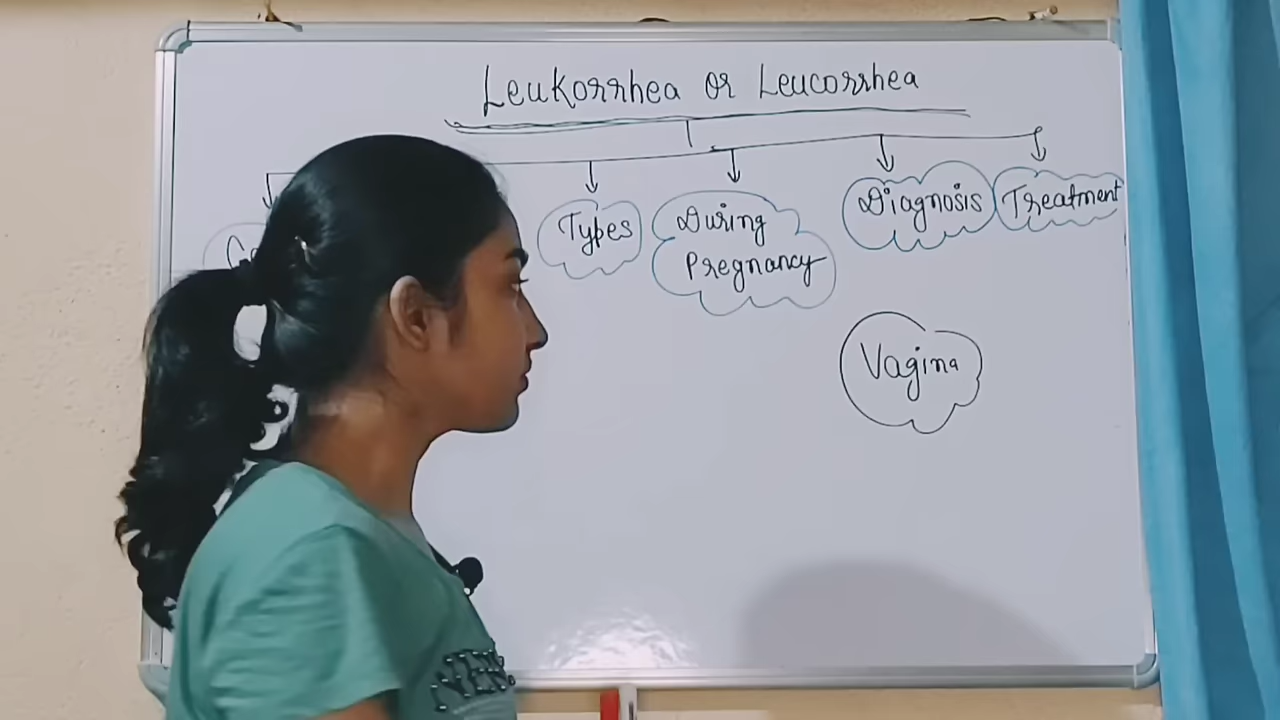 Leukorrhea or Leucorrhea
Types
During
Pregnancy
Diagnosis
Treatment
Vagina